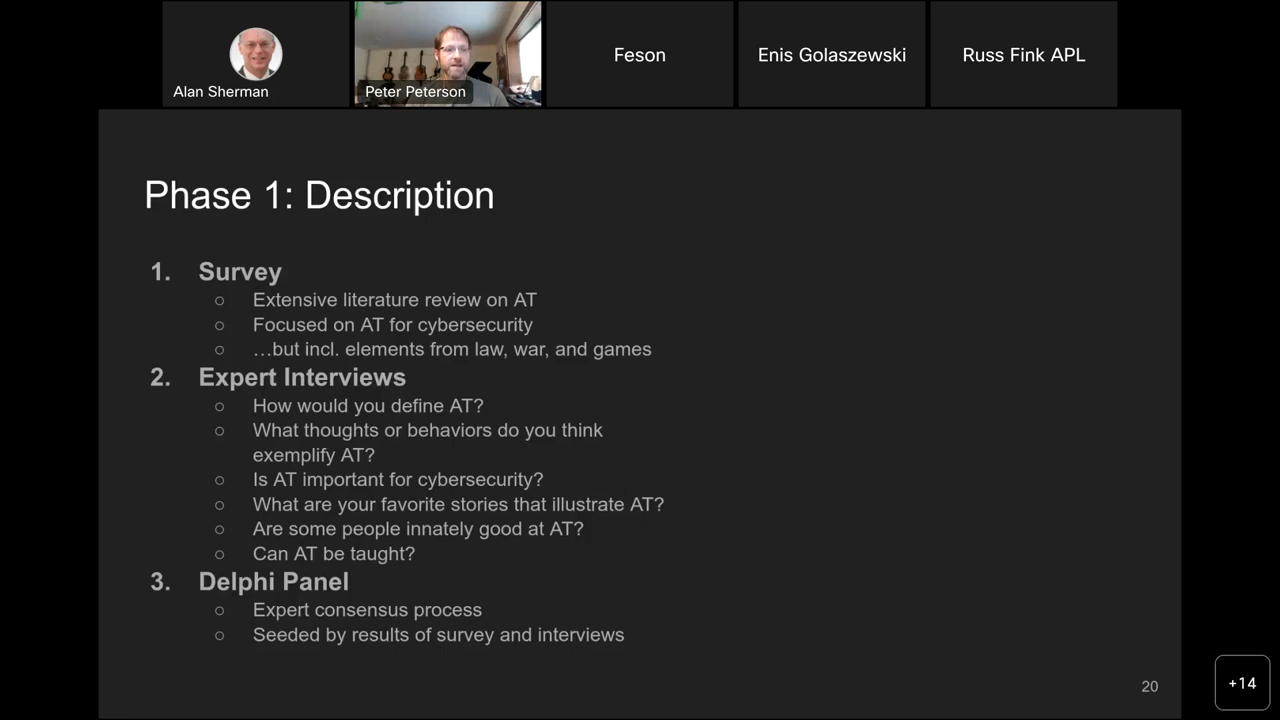 Alan Sherman
Peter Peterson
Feson
Enis Golaszewski
Russ Fink APL
Phase 1: Description
1. Survey
○ Extensive literature review on AT
○ Focused on AT for cybersecurity
○ …but incl. elements from law, war, and games
2. Expert Interviews
○ How would you define AT?
○ What thoughts or behaviors do you think
exemplify AT?
○ Is AT important for cybersecurity?
○ What are your favorite stories that illustrate AT?
○ Are some people innately good at AT?
○ Can AT be taught?
3. Delphi Panel
○ Expert consensus process
○ Seeded by results of survey and interviews
20
+14